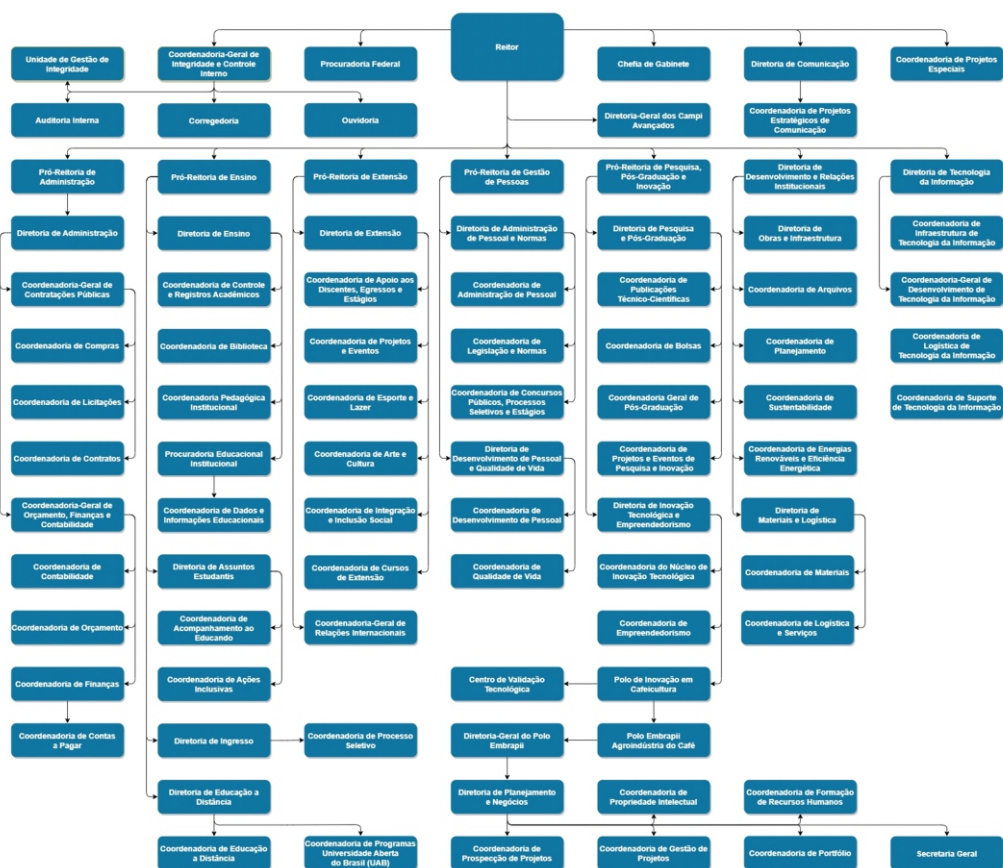 Reitor
Unidade de Gestão de
Integridade
Coordenadoria-Geral de
Integridade e Controle
Interno
Procuradoria Federal
Chefia de Gabinete
Diretoria de Comunicação
Coordenadoria de Projetos
Especiais
Auditoria Interna
Corregedoria
Ouvidoria
Diretoria-Geral dos Campi
Avançados
Coordenadoria de Projetos
Estratégicos de
Comunicação
Pró-Reitoria de
Administração
Pró-Reitoria de Ensino
Pró-Reitoria de Extensão
Pró-Reitoria de Gestão
de Pessoas
Pró-Reitoria de Pesquisa,
Pós-Graduação e
Inovação
Diretoria de
Desenvolvimento e Relações
Institucionais
Diretoria de Tecnologia
da Informação
Diretoria de Administração
Diretoria de Ensino
Diretoria de Extensão
Diretoria de Administração
de Pessoal e Normas
Diretoria de Pesquisa
e Pós-Graduação
Diretoria de
Obras e Infraestrutura
Coordenadoria de
Infraestrutura de
Tecnologia da Informação
Coordenadoria-Geral de
Contratações Públicas
Coordenadoria de Controle
e Registros Acadêmicos
Coordenadoria de Apoio aos
Discentes, Egressos e
Estágios
Coordenadoria de
Administração de Pessoal
Coordenadoria de
Publicações
Técnico-Científicas
Coordenadoria de Arquivos
Coordenadoria-Geral de
Desenvolvimento de
Tecnologia da Informação
Coordenadoria de Compras
Coordenadoria de Biblioteca
Coordenadoria de Projetos
e Eventos
Coordenadoria de
Legislação e Normas
Coordenadoria de Bolsas
Coordenadoria de
Planejamento
Coordenadoria de
Logística de
Tecnologia da Informação
Coordenadoria de Licitações
Coordenadoria Pedagógica
Institucional
Coordenadoria de Esporte e
Lazer
Coordenadoria de Concursos
Públicos, Processos
Seletivos e Estágios
Coordenadoria Geral de
Pós-Graduação
Coordenadoria de
Sustentabilidade
Coordenadoria de Suporte
de Tecnologia da Informação
Coordenadoria de Contratos
Procuradoria Educacional
Institucional
Coordenadoria de Arte e
Cultura
Diretoria de
Desenvolvimento de Pessoal
e Qualidade de Vida
Coordenadoria de
Projetos e Eventos de
Pesquisa e Inovação
Coordenadoria de Energias
Renováveis e Eficiência
Energética
Coordenadoria-Geral de
Orçamento, Finanças e
Contabilidade
Coordenadoria de Dados e
Informações Educacionais
Coordenadoria de Integração
e Inclusão Social
Coordenadoria de
Desenvolvimento de Pessoal
Diretoria de Inovação
Tecnológica e
Empreendedorismo
Diretoria de
Materiais e Logística
Coordenadoria de
Contabilidade
Diretoria de Assuntos
Estudantis
Coordenadoria de Cursos
de Extensão
Coordenadoria de
Qualidade de Vida
Coordenadoria do Núcleo de
Inovação Tecnológica
Coordenadoria de Materiais
Coordenadoria de Orçamento
Coordenadoria de
Acompanhamento ao
Educando
Coordenadoria-Geral de
Relações Internacionais
Coordenadoria de
Empreendedorismo
Coordenadoria de Logística
e Serviços
Coordenadoria de Finanças
Coordenadoria de Ações
Inclusivas
Centro de Validação
Tecnológica
Polo de Inovação em
Cafeicultura
Coordenadoria de Contas
a Pagar
Diretoria de Ingresso
Coordenadoria de Processo
Seletivo
Diretoria-Geral do Polo
Embrapii
Polo Embrapii
Agroindústria do Café
Diretoria de Educação a
Distância
Diretoria de Planejamento
e Negócios
Coordenadoria de
Propriedade Intelectual
Coordenadoria de Formação
de Recursos Humanos
Coordenadoria de Educação
a Distância
Coordenadoria de Programas
Universidade Aberta
do Brasil (UAB)
Coordenadoria de
Prospecção de Projetos
Coordenadoria de Gestão de
Projetos
Coordenadoria de Portfólio
Secretaria Geral